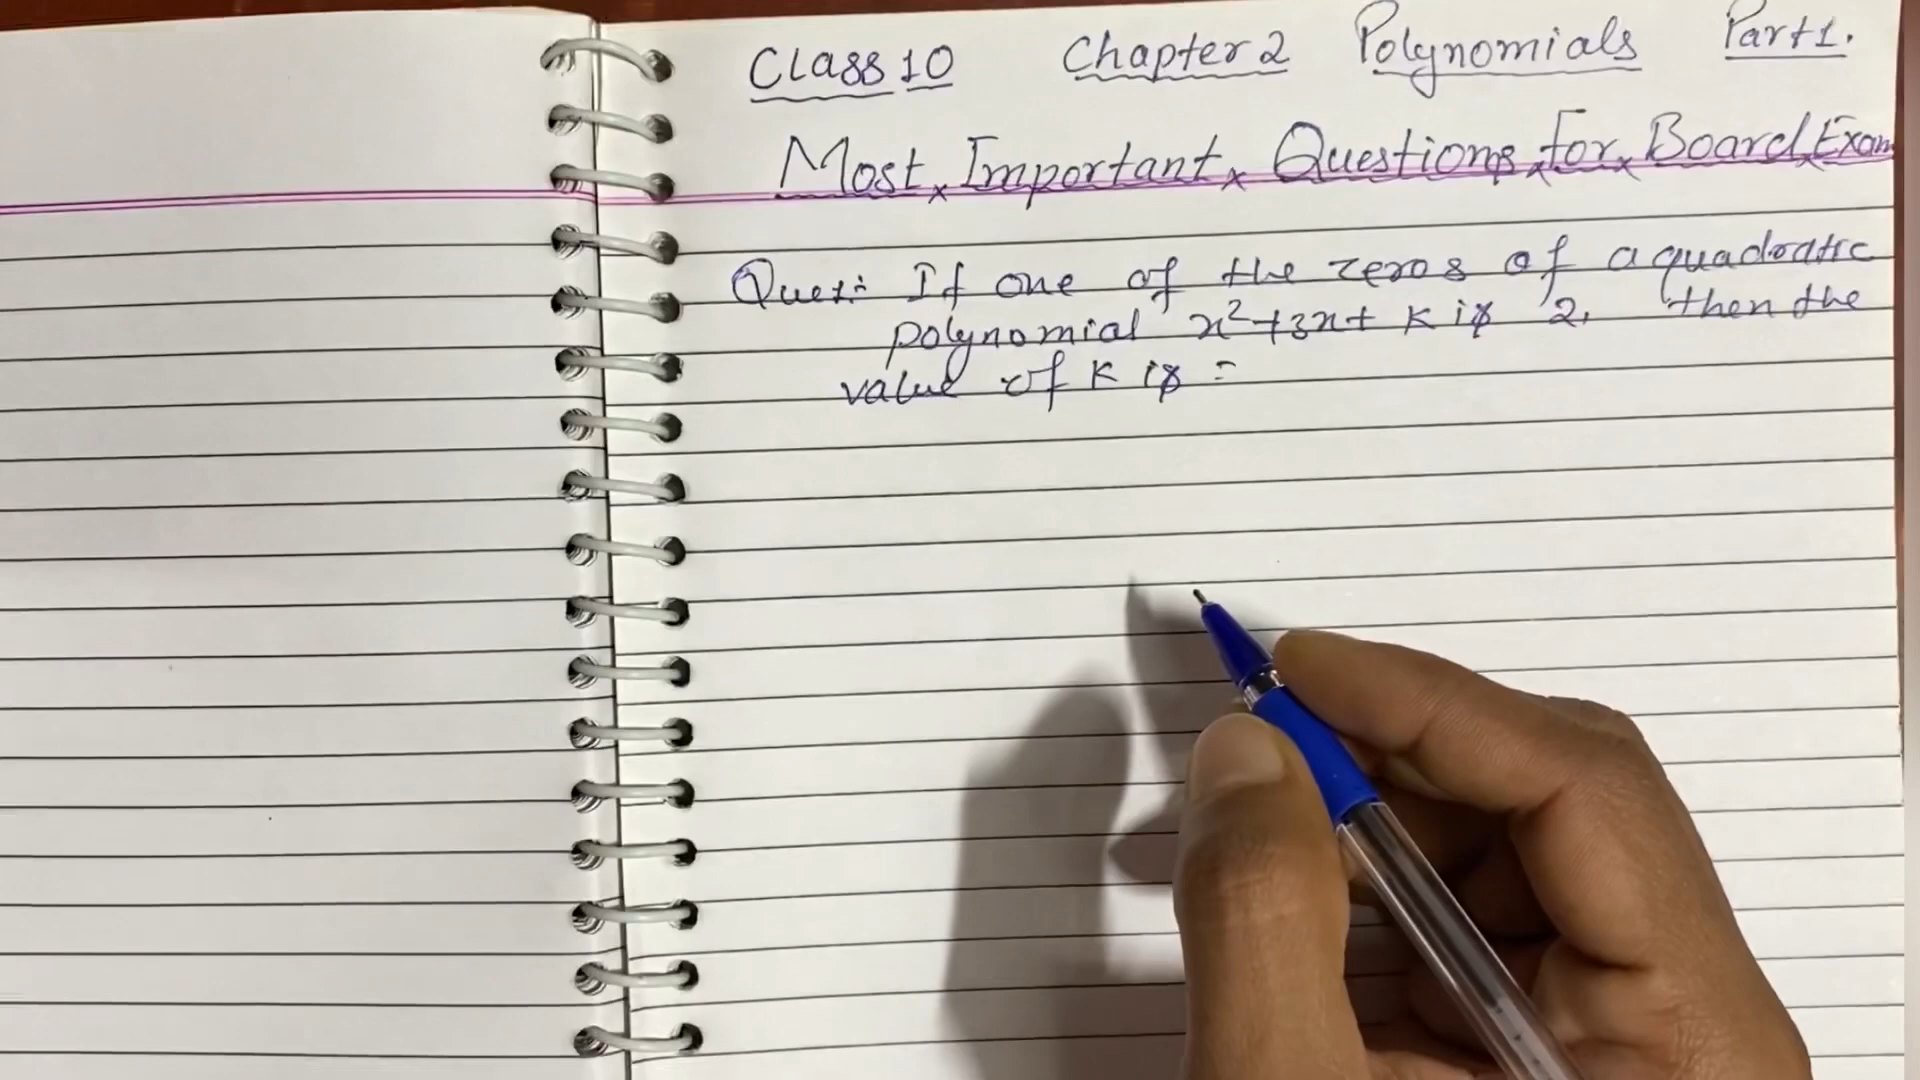 Class 10 Chapter 2 Polynomials Part 1.
Most Important Questions for Board Exam
Ques:- If one of the zeros of a quadratic
polynomial x²+3x+ K is 2, then the
value of K is =